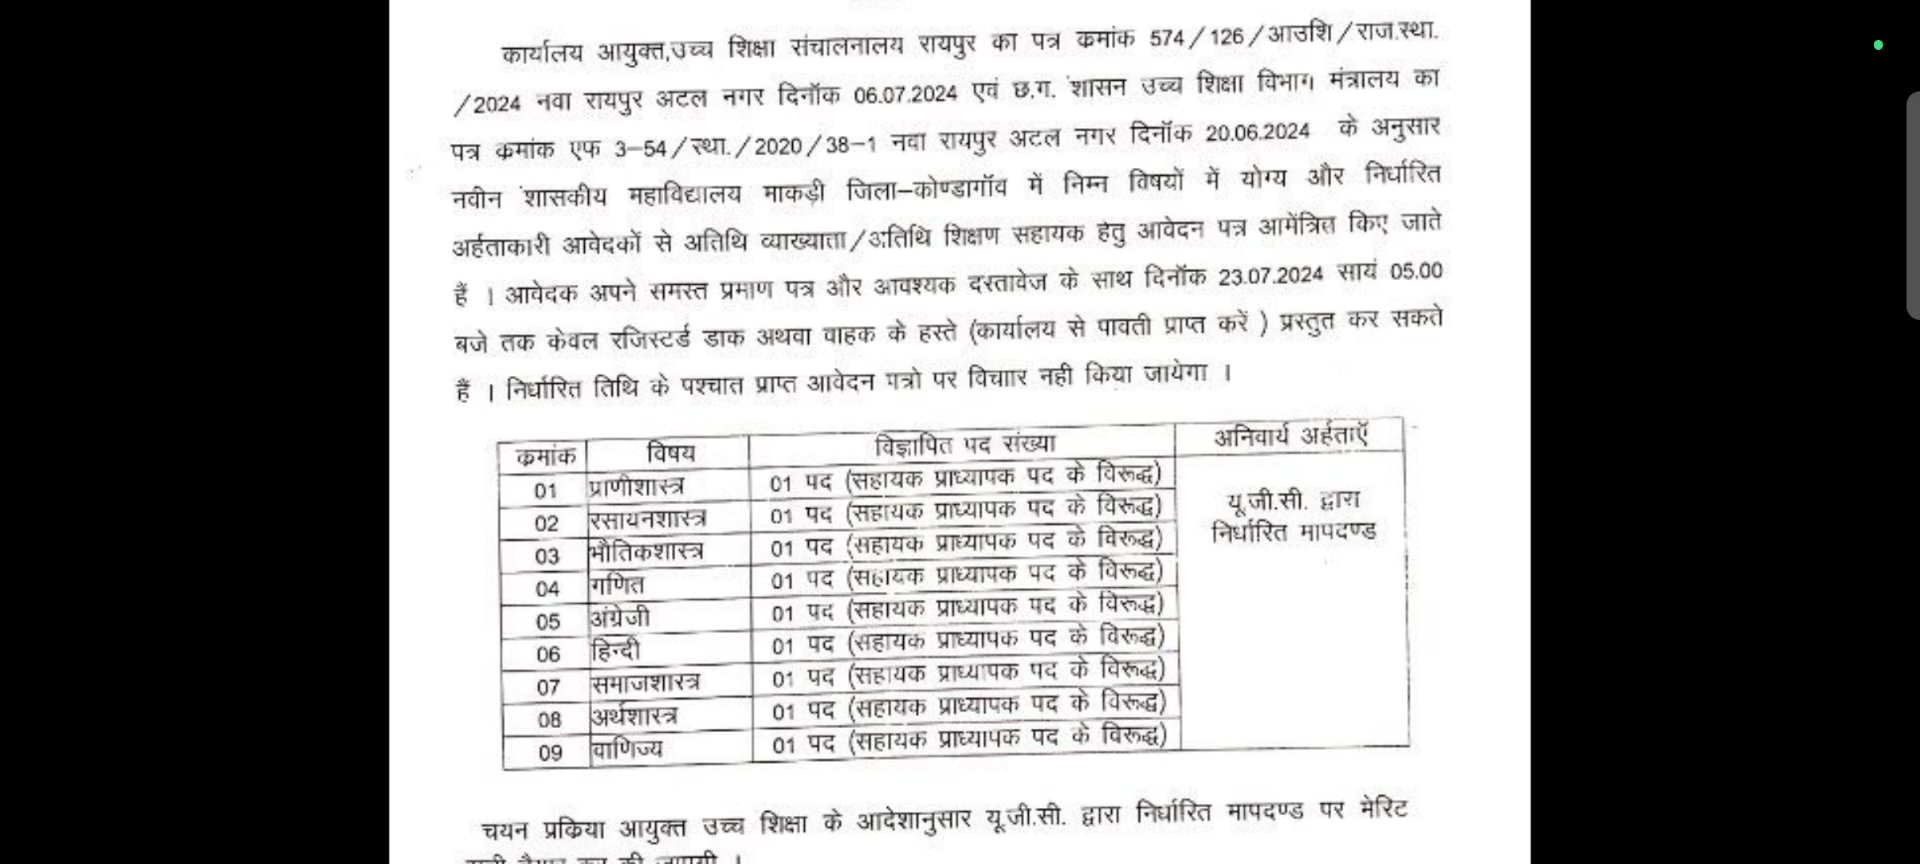 कार्यालय आयुक्त,उच्च शिक्षा संचालनालय रायपुर का पत्र क्रमांक 574/126/आउशि/राज.स्था.
/2024 नवा रायपुर अटल नगर दिनॉक 06.07.2024 एवं छ.ग. शासन उच्च शिक्षा विभाग मंत्रालय का
पत्र क्रमांक एफ 3–54/स्था./2020/38–1 नवा रायपुर अटल नगर दिनॉक 20.06.2024 के अनुसार
नवीन शासकीय महाविद्यालय माकड़ी जिला–कोण्डागॉव में निम्न विषयों में योग्य और निर्धारित
अर्हताकारी आवेदकों से अतिथि व्याख्याता/अतिथि शिक्षण सहायक हेतु आवेदन पत्र आमंत्रित किए जाते
हैं । आवेदक अपने समस्त प्रमाण पत्र और आवश्यक दस्तावेज के साथ दिनॉक 23.07.2024 सायं 05.00
बजे तक केवल रजिस्टर्ड डाक अथवा वाहक के हस्ते (कार्यालय से पावती प्राप्त करें ) प्रस्तुत कर सकते
हैं । निर्धारित तिथि के पश्चात प्राप्त आवेदन पत्रो पर विचाार नही किया जायेगा ।
क्रमांक विषय विज्ञापित पद संख्या अनिवार्य अर्हताऍ
01 प्राणीशास्त्र 01 पद (सहायक प्राध्यापक पद के विरूद्ध)
यू.जी.सी. द्वारा
निर्धारित मापदण्ड
02 रसायनशास्त्र 01 पद (सहायक प्राध्यापक पद के विरूद्ध)
03 भौतिकशास्त्र 01 पद (सहायक प्राध्यापक पद के विरूद्ध)
04 गणित 01 पद (सहायक प्राध्यापक पद के विरूद्ध)
05 अंग्रेजी 01 पद (सहायक प्राध्यापक पद के विरूद्ध)
06 हिन्दी 01 पद (सहायक प्राध्यापक पद के विरूद्ध)
07 समाजशास्त्र 01 पद (सहायक प्राध्यापक पद के विरूद्ध)
08 अर्थशास्त्र 01 पद (सहायक प्राध्यापक पद के विरूद्ध)
09 वाणिज्य 01 पद (सहायक प्राध्यापक पद के विरूद्ध)
चयन प्रक्रिया आयुक्त उच्च शिक्षा के आदेशानुसार यू.जी.सी. द्वारा निर्धारित मापदण्ड पर मेरिट